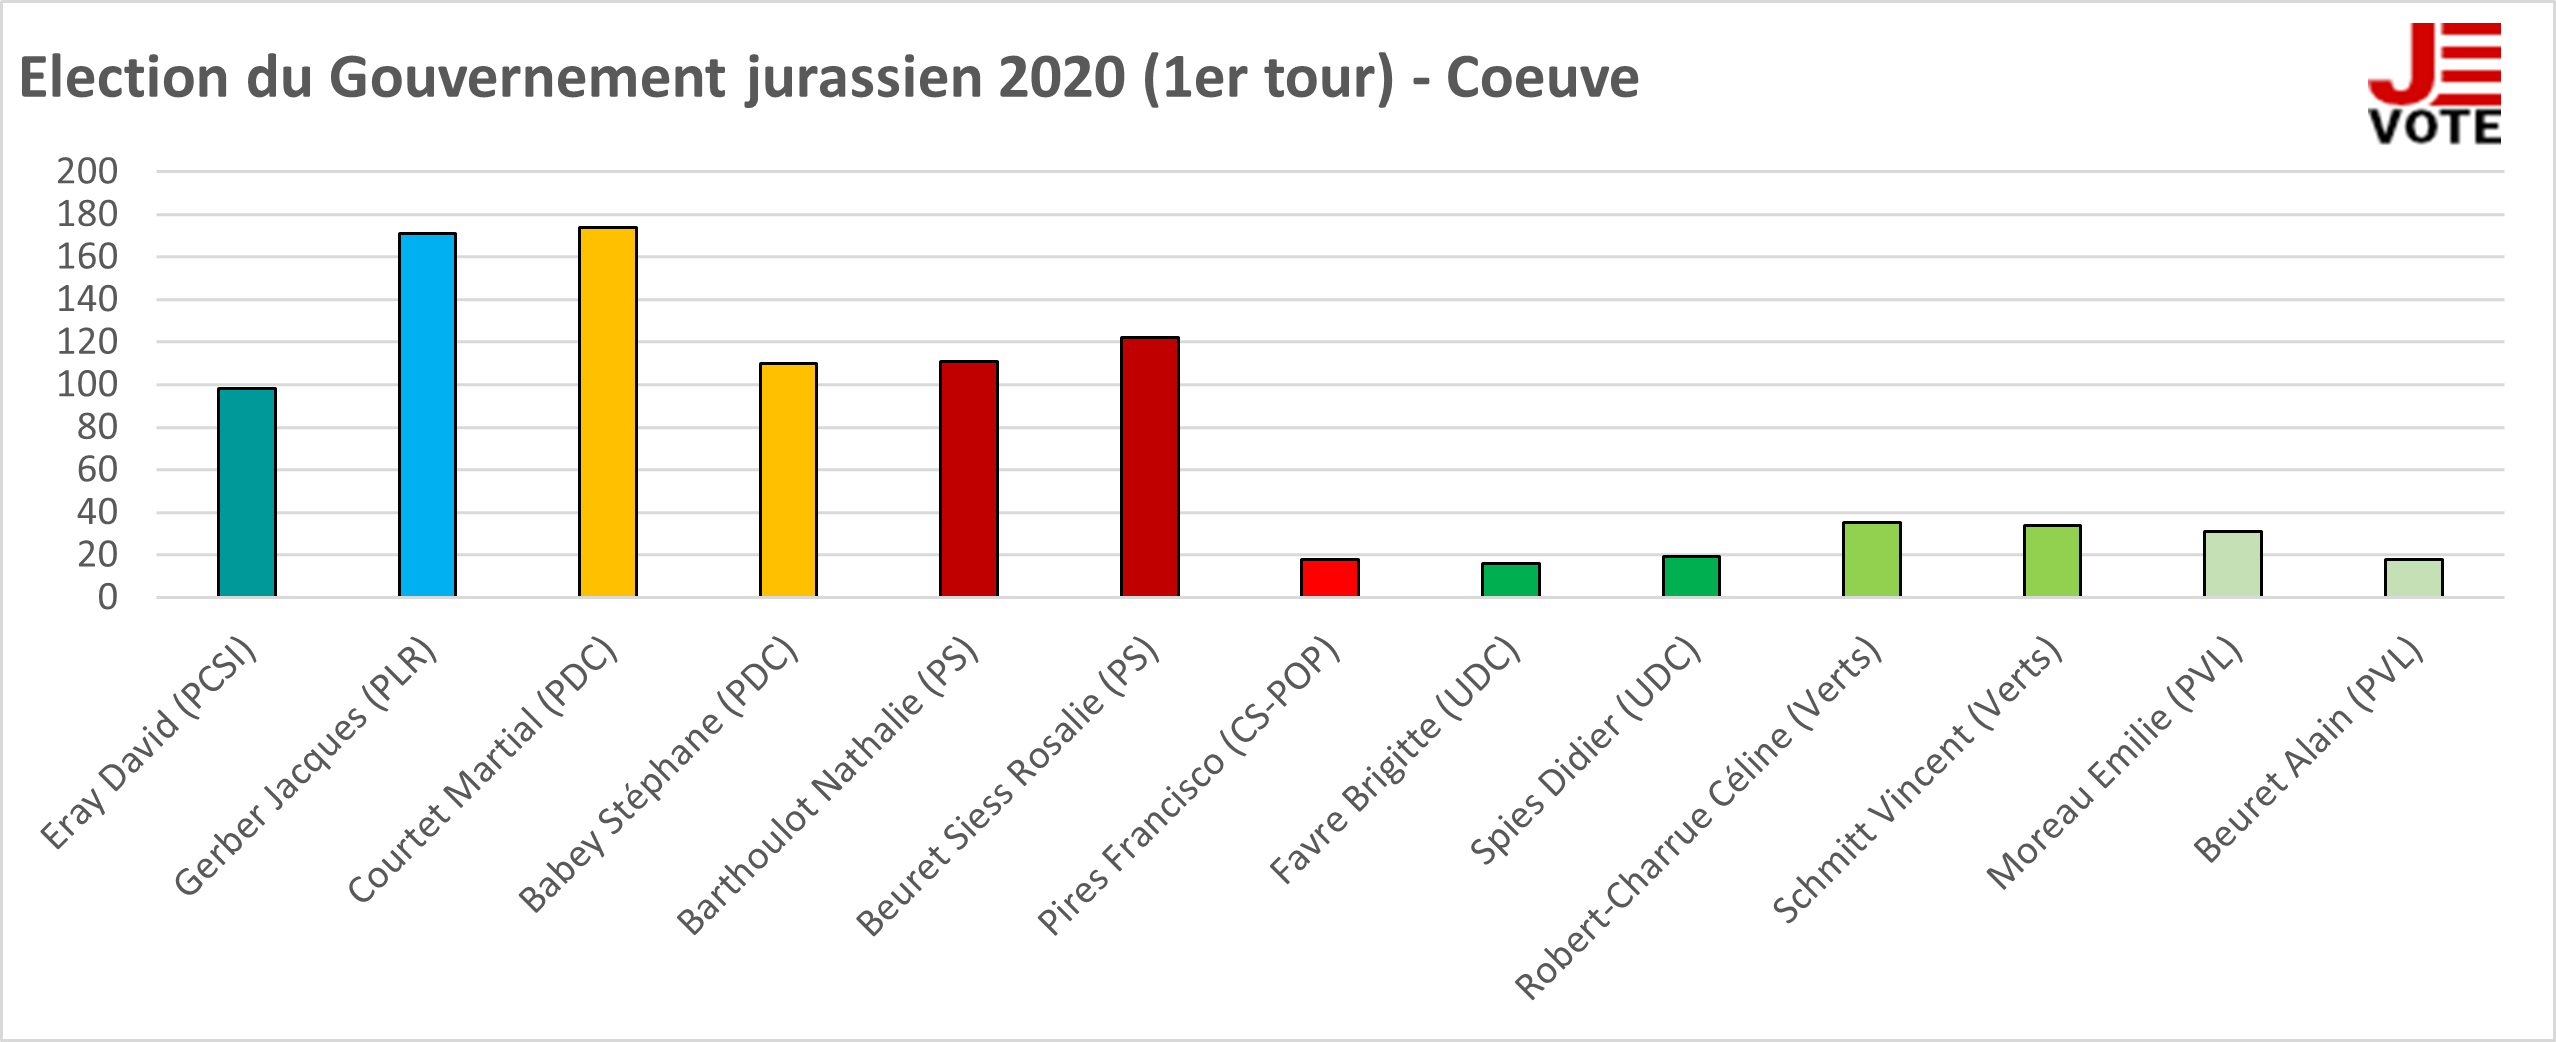 Election du Gouvernement jurassien 2020 (1er tour) - Coeuve
JE
VOTE
200
180
160
140
120
100
80
60
40
20
0
Eray David (PCSI)
Gerber Jacques (PLR)
Courtet Martial (PDC)
Babey Stéphane (PDC)
Barthoulot Nathalie (PS)
Beuret Siess Rosalie (PS)
Pires Francisco (CS-POP)
Favre Brigitte (UDC)
Spies Didier (UDC)
Robert-Charrue Céline (Verts)
Schmitt Vincent (Verts)
Moreau Emilie (PVL)
Beuret Alain (PVL)